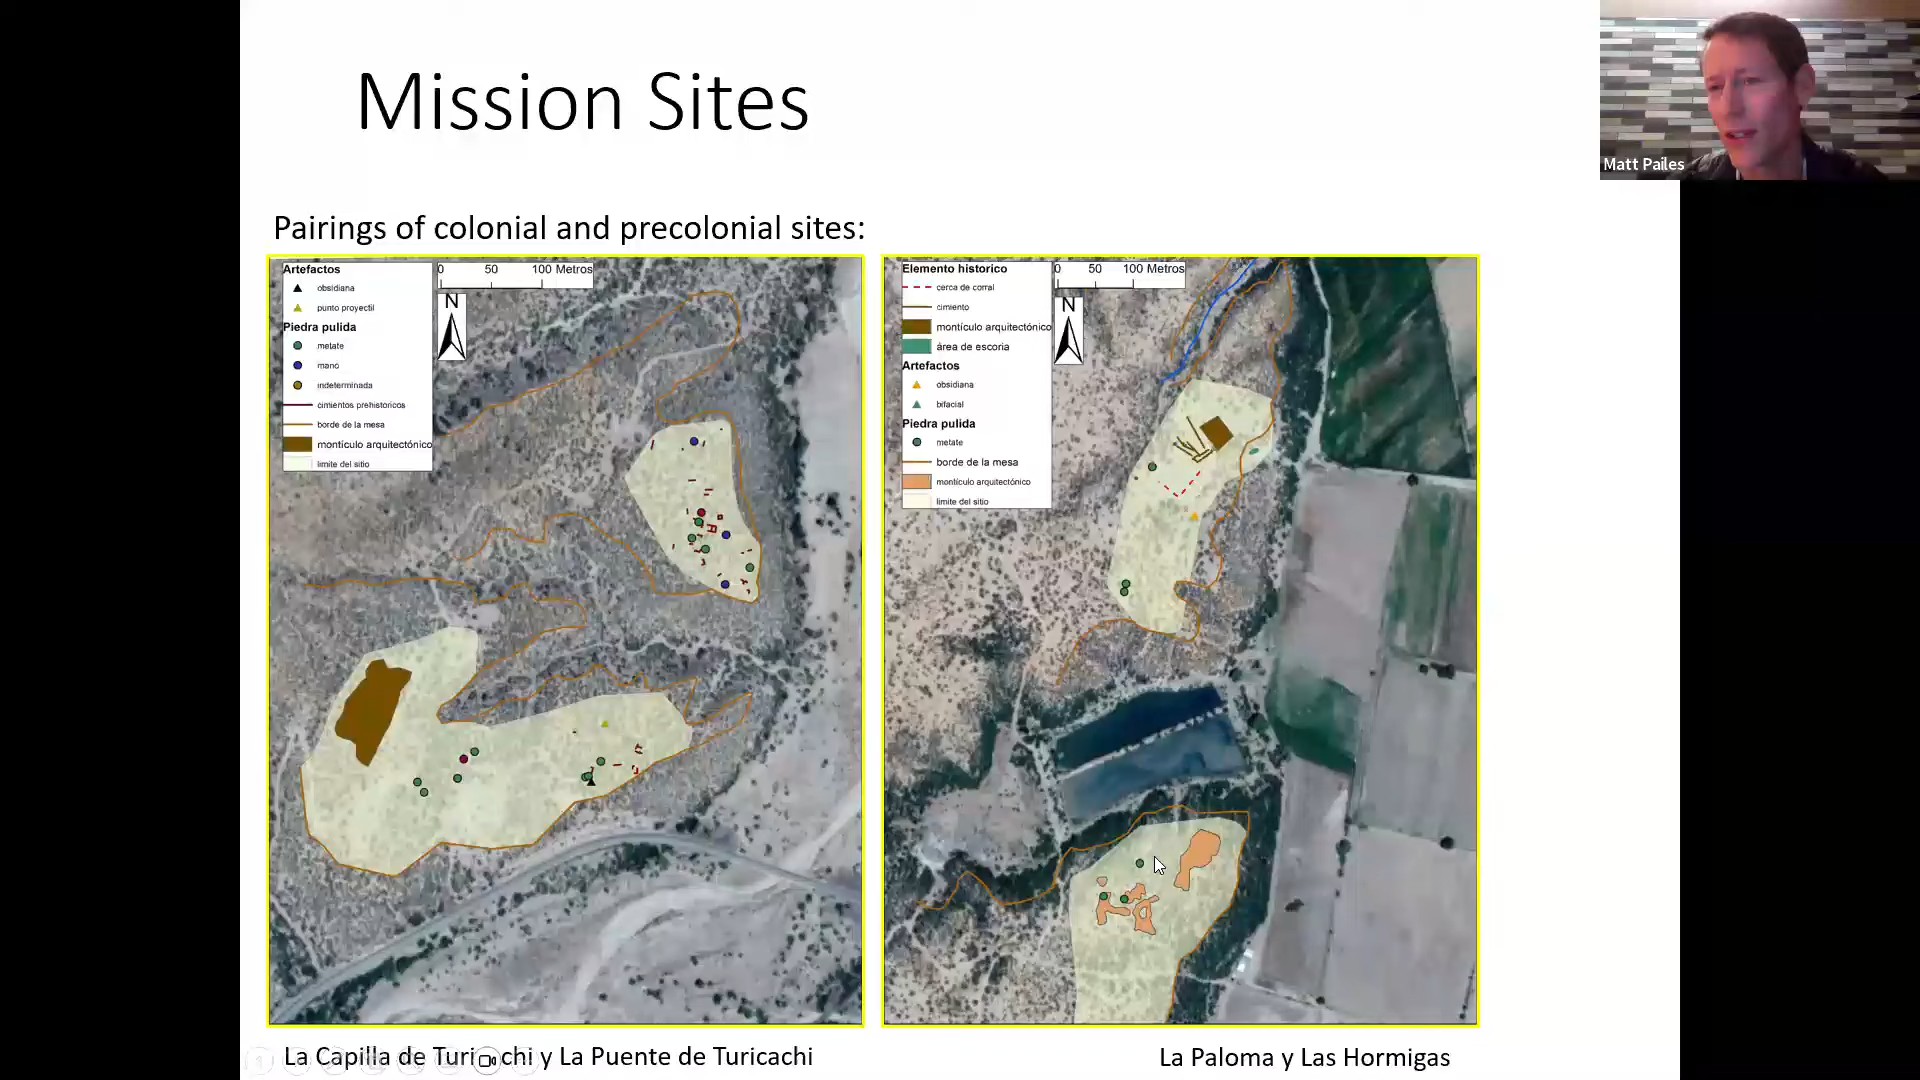 Mission Sites
Matt Pailes
Pairings of colonial and precolonial sites:
Artefactos
obsidiana
punto proyectil
Piedra pulida
metate
mano
indeterminada
cimientos prehistoricos
borde de la mesa
montículo arquitectónico
limite del sitio
0 50 100 Metros
N
Elemento historico
cerca de corral
cimiento
montículo arquitectónico
área de escoria
Artefactos
obsidiana
bifacial
Piedra pulida
metate
borde de la mesa
montículo arquitectónico
limite del sitio
0 50 100 Metros
N
La Capilla de Turicachi y La Puente de Turicachi
La Paloma y Las Hormigas